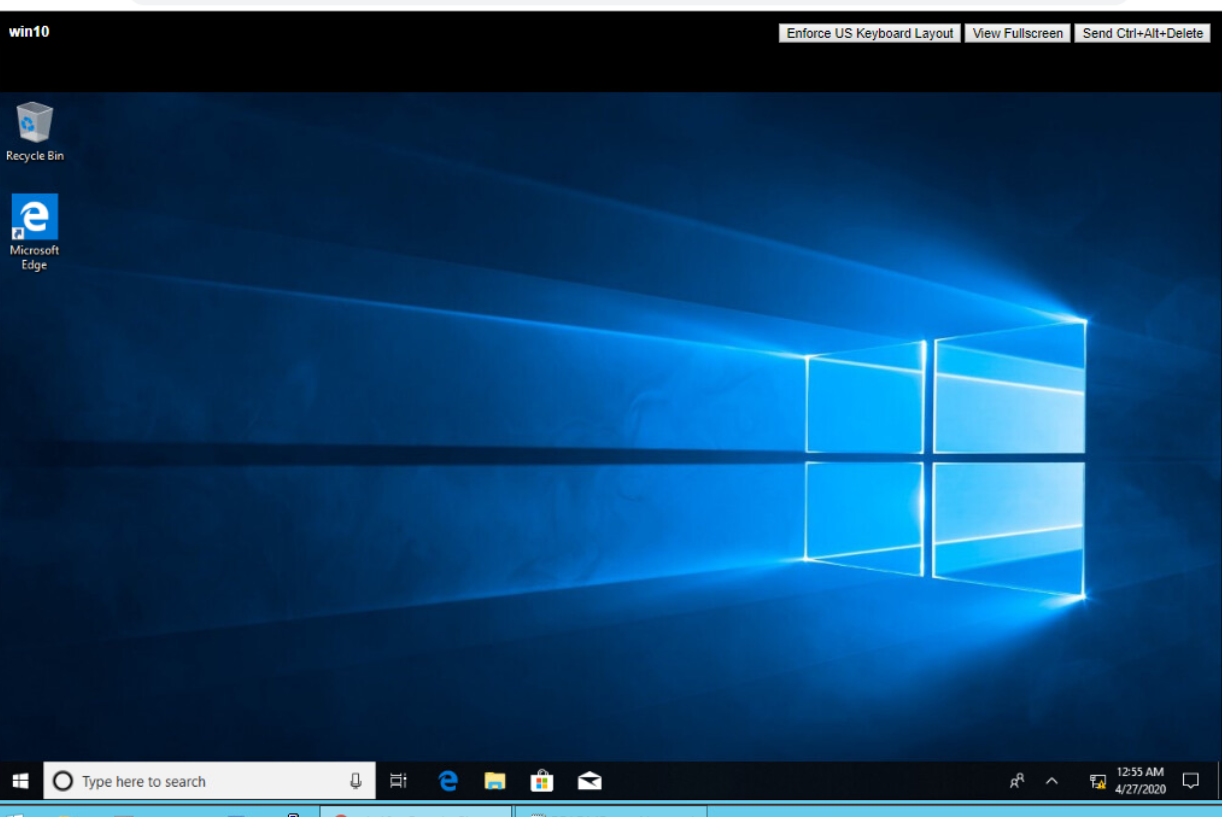 win10
Enforce US Keyboard Layout
View Fullscreen
Send Ctrl+Alt+Delete
Recycle Bin
Microsoft
Edge
Type here to search
12:55 AM
4/27/2020